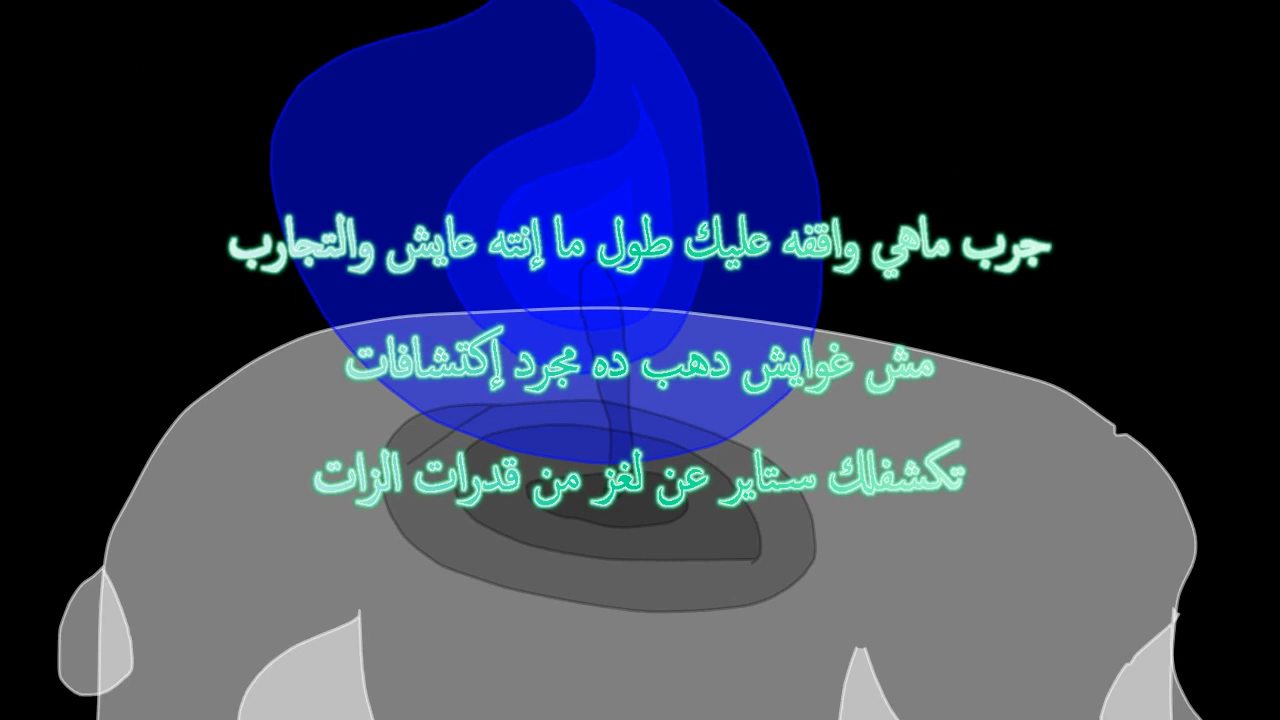 جرب ماهي واقفه عليك طول ما إنته عايش والتجارب
مش غوايش دهب ده مجرد إكتشافات
تكشفلك ستاير عن لغز من قدرات الزات